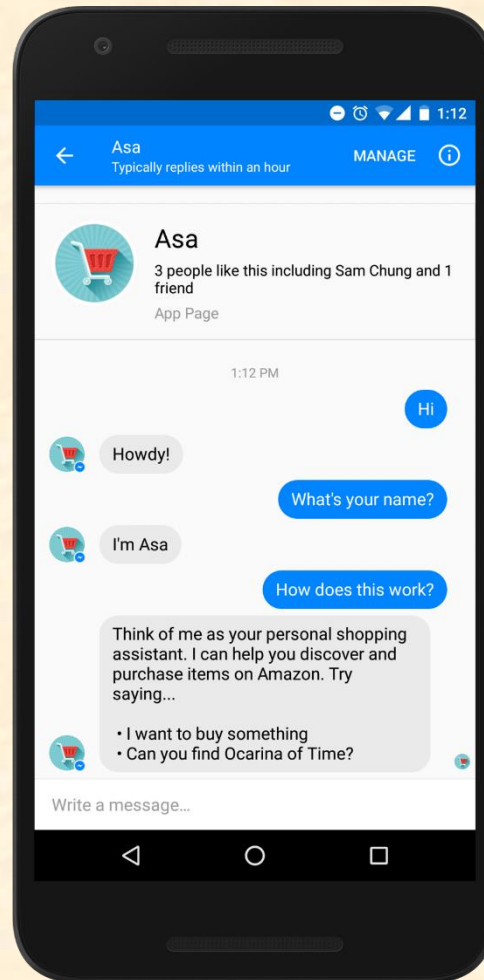 1:12
Asa
Typically replies within an hour
MANAGE
Asa
3 people like this including Sam Chung and 1
friend
App Page
1:12 PM
Hi
Howdy!
What's your name?
I'm Asa
How does this work?
Think of me as your personal shopping
assistant. I can help you discover and
purchase items on Amazon. Try
saying...
• I want to buy something
• Can you find Ocarina of Time?
Write a message...